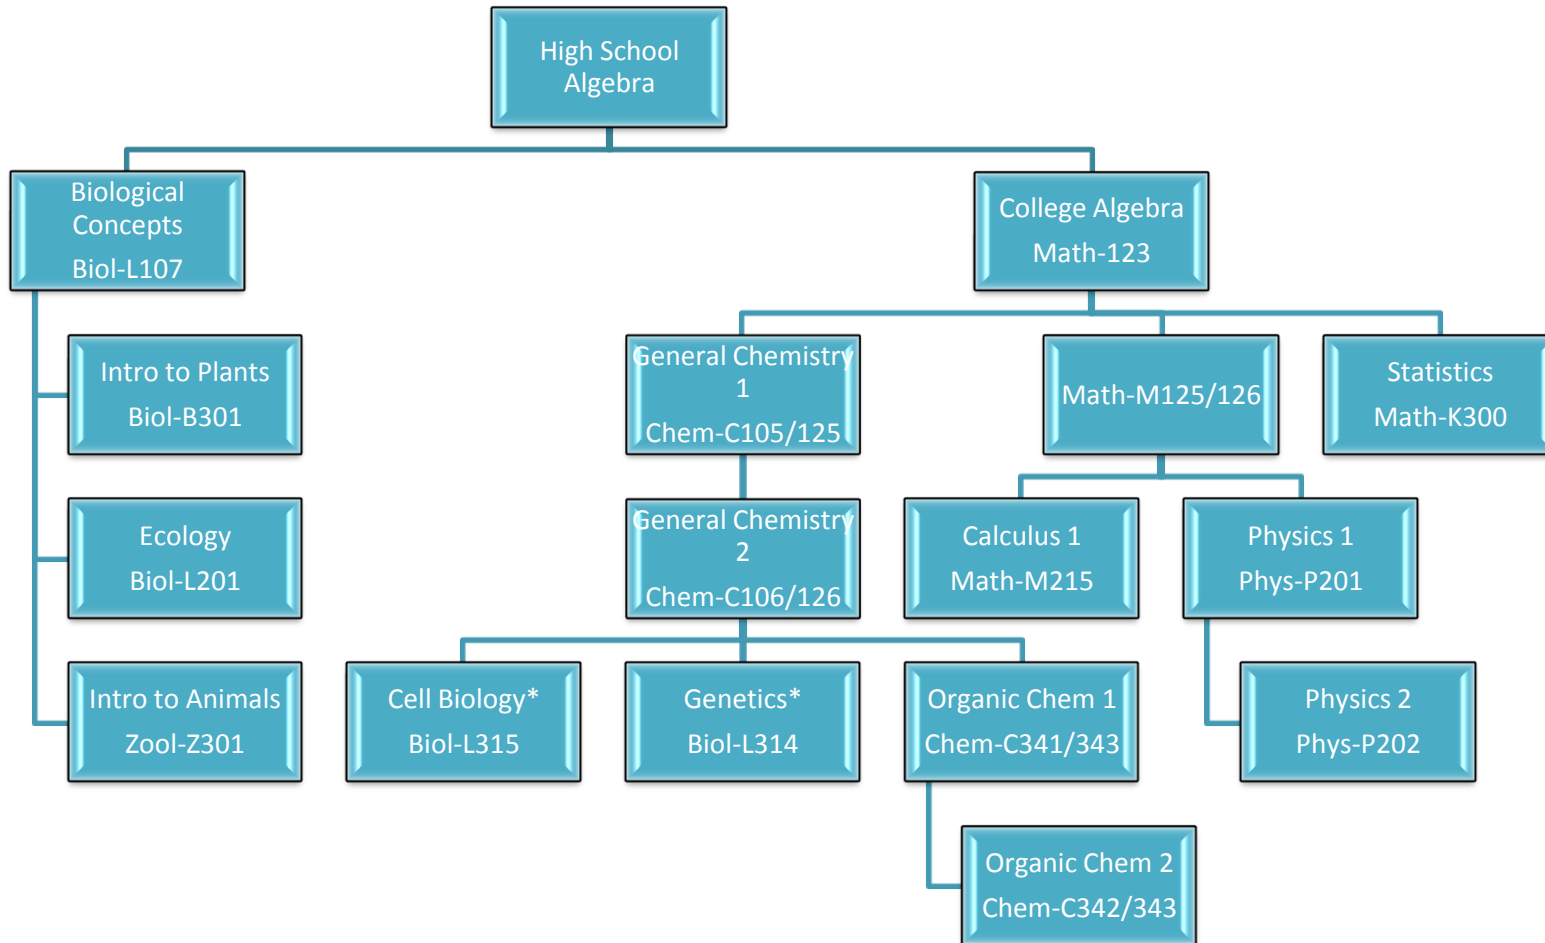 High School
Algebra
Biological
Concepts
Biol-L107
College Algebra
Math-123
Intro to Plants
Biol-B301
General Chemistry
1
Chem-C105/125
Math-M125/126
Statistics
Math-K300
Ecology
Biol-L201
General Chemistry
2
Chem-C106/126
Calculus 1
Math-M215
Physics 1
Phys-P201
Intro to Animals
Zool-Z301
Cell Biology*
Biol-L315
Genetics*
Biol-L314
Organic Chem 1
Chem-C341/343
Physics 2
Phys-P202
Organic Chem 2
Chem-C342/343